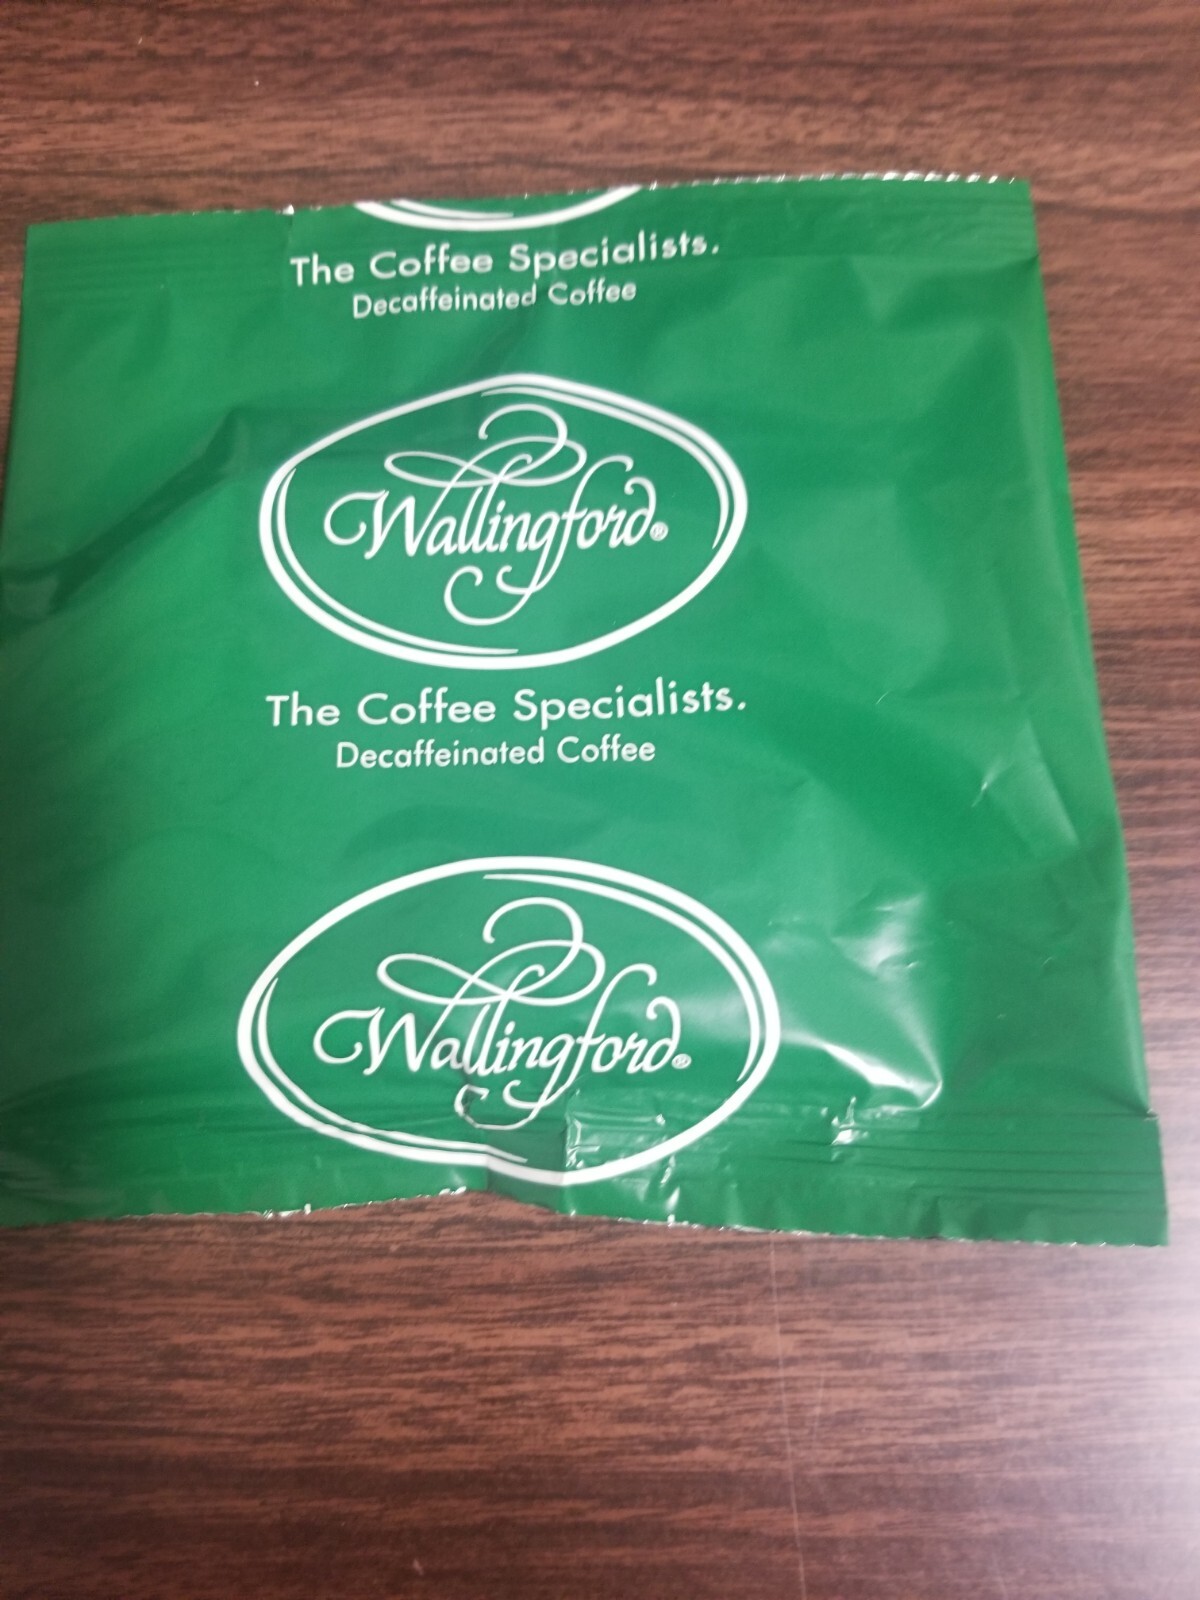 The Coffee Specialists.
Decaffeinated Coffee
Wallingford®
The Coffee Specialists.
Decaffeinated Coffee
Wallingford®